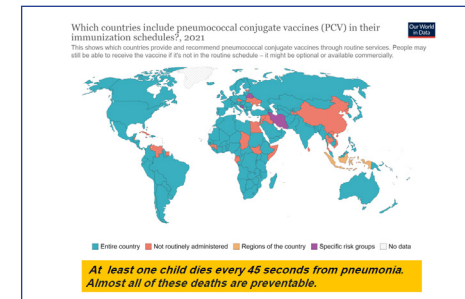 Which countries include pneumococcal conjugate vaccines (PCV) in their
immunization schedules?, 2021
Our World
in Data
This shows which countries provide and recommend pneumococcal conjugate vaccines through routine services. People may
still be able to receive the vaccine if it's not in the routine schedule – it might be optional or available commercially.
Entire country Not routinely administered Regions of the country Specific risk groups No data
At least one child dies every 45 seconds from pneumonia.
Almost all of these deaths are preventable.